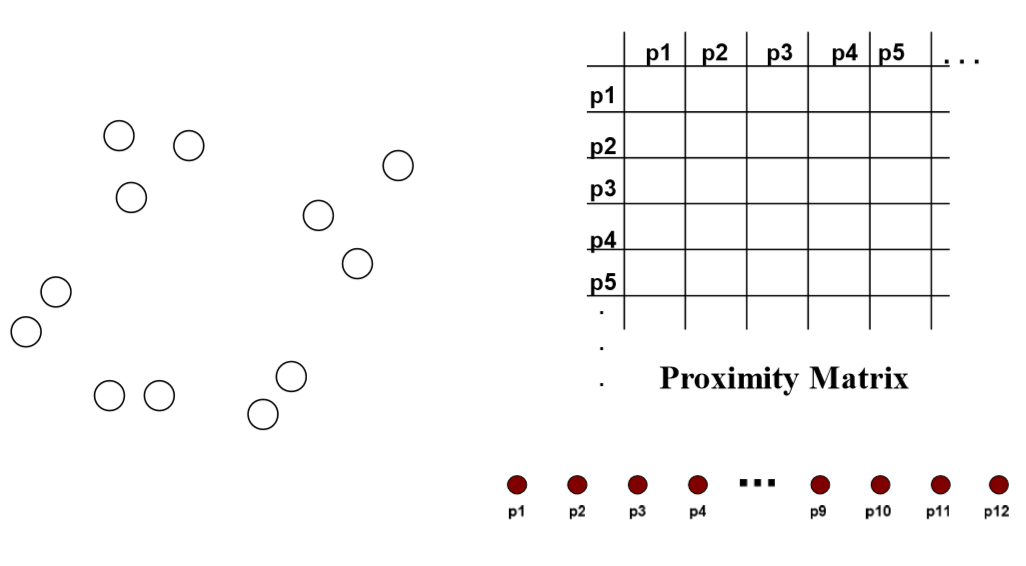 p1 p2 p3 p4 p5 . . .
p1
p2
p3
p4
p5
.
.
.
Proximity Matrix
...
p1 p2 p3 p4 p9 p10 p11 p12